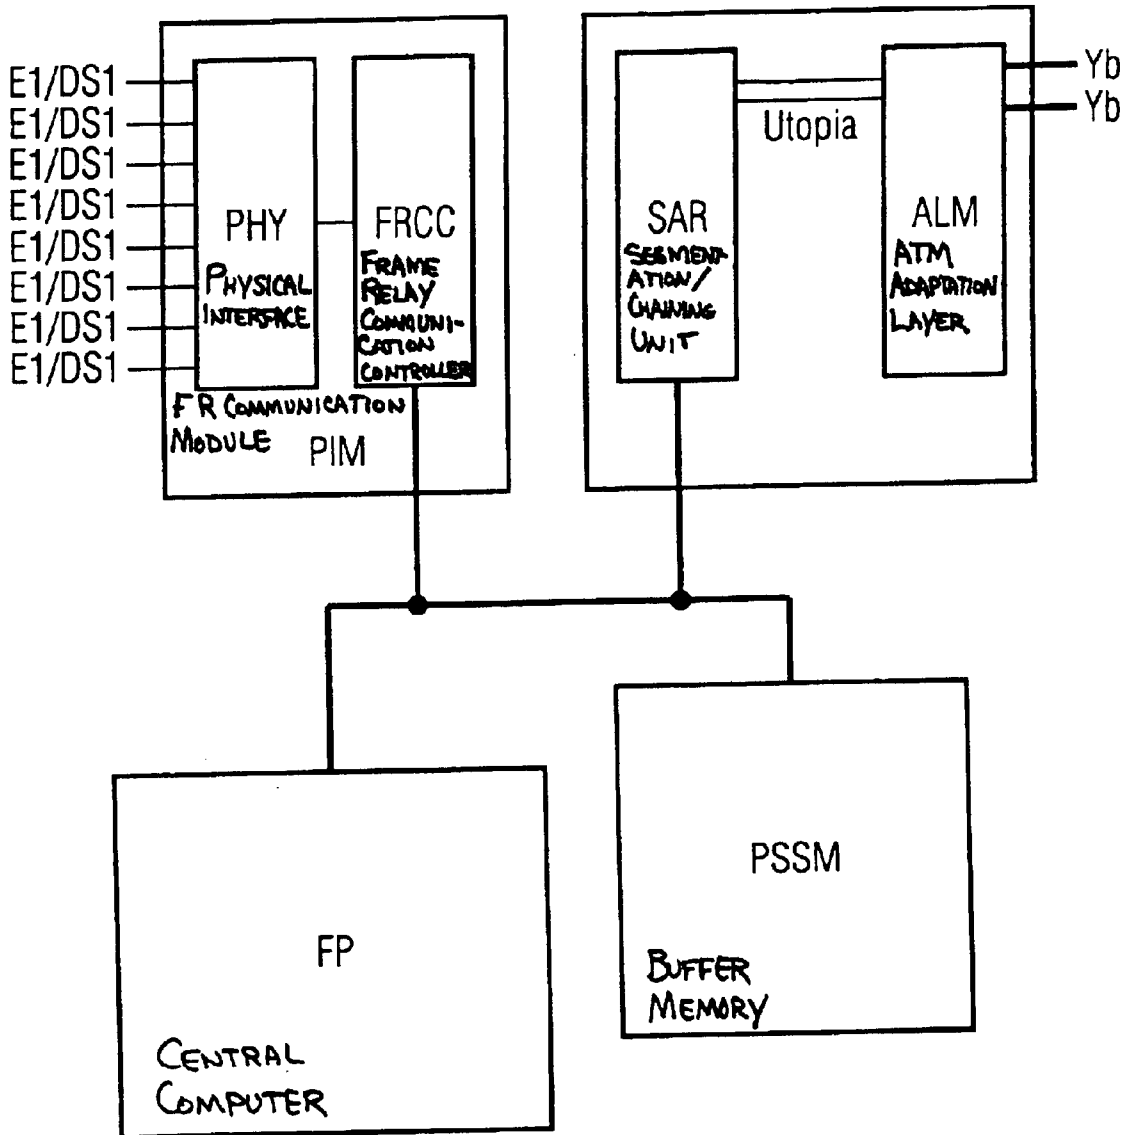 E1/DS1
E1/DS1
E1/DS1
E1/DS1
E1/DS1
E1/DS1
E1/DS1
E1/DS1
PHY
PHYSICAL
INTERFACE
FRCC
FRAME
RELAY
COMMUNI-
CATION
CONTROLLER
FR COMMUNICATION
MODULE
PIM
SAR
SEGMENT-
ATION/
CHAINING
UNIT
Utopia
ALM
ATM
ADAPTATION
LAYER
Yb
Yb
FP
CENTRAL
COMPUTER
PSSM
BUFFER
MEMORY